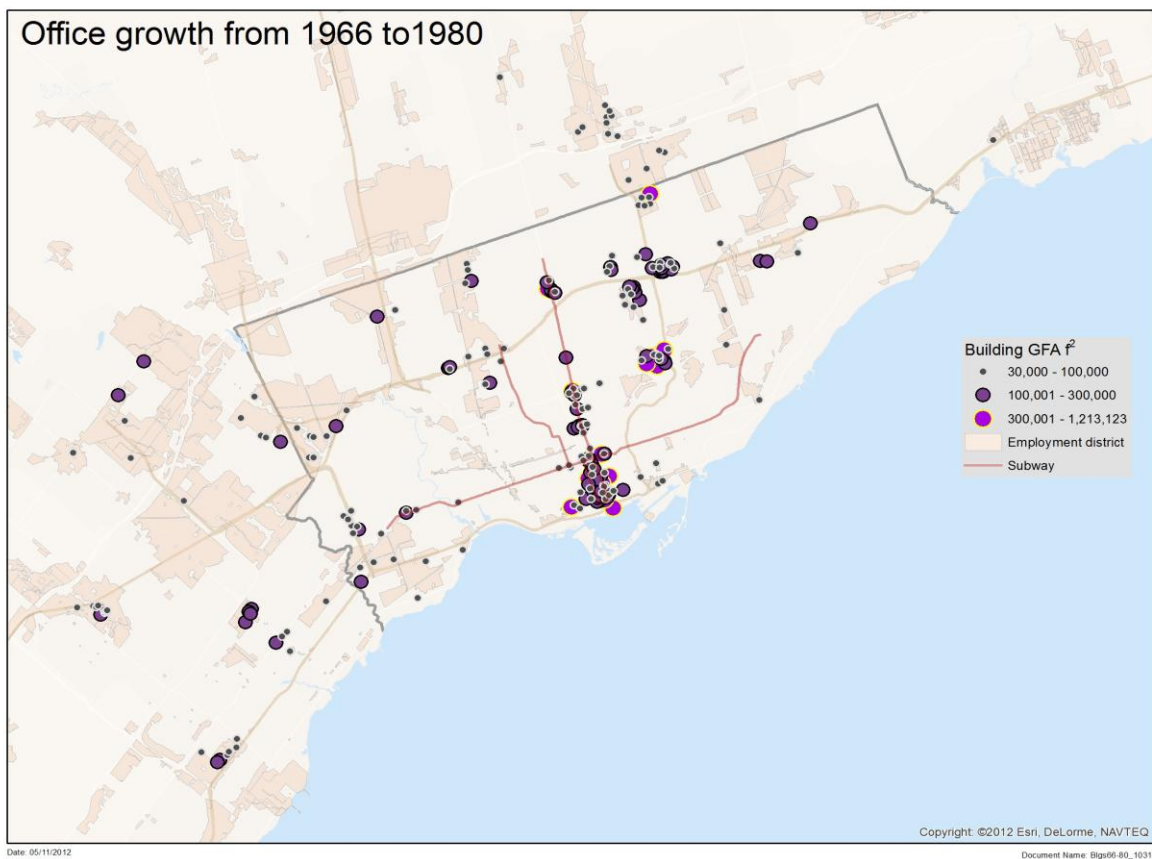 Office growth from 1966 to1980
Building GFA f²
30,000 - 100,000
100,001 - 300,000
300,001 - 1,213,123
Employment district
Subway
Copyright: ©2012 Esri, DeLorme, NAVTEQ
Date: 05/11/2012
Document Name: Blgs66-80_1031